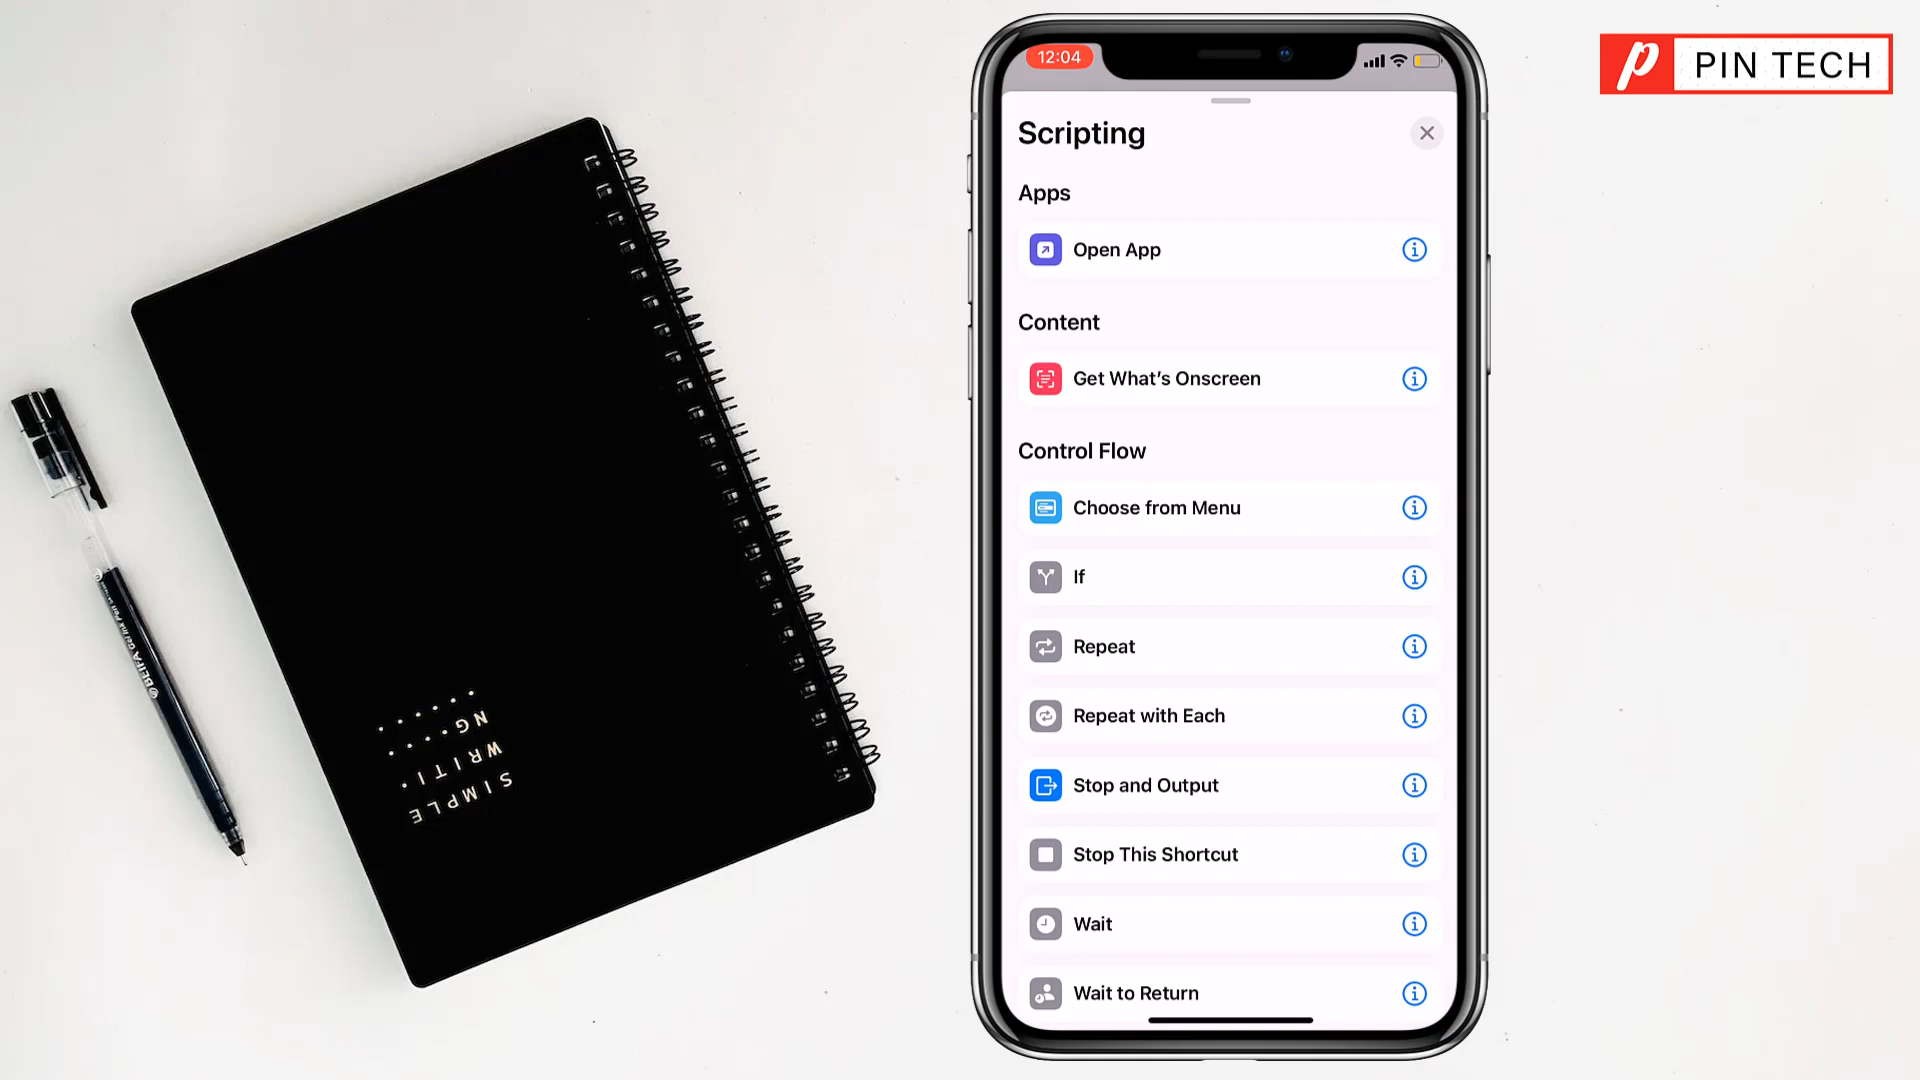 12:04
PIN TECH
Scripting
Apps
Open App
Content
Get What's Onscreen
Control Flow
Choose from Menu
If
Repeat
Repeat with Each
Stop and Output
Stop This Shortcut
Wait
Wait to Return
SIMPLE
WRITI
NG